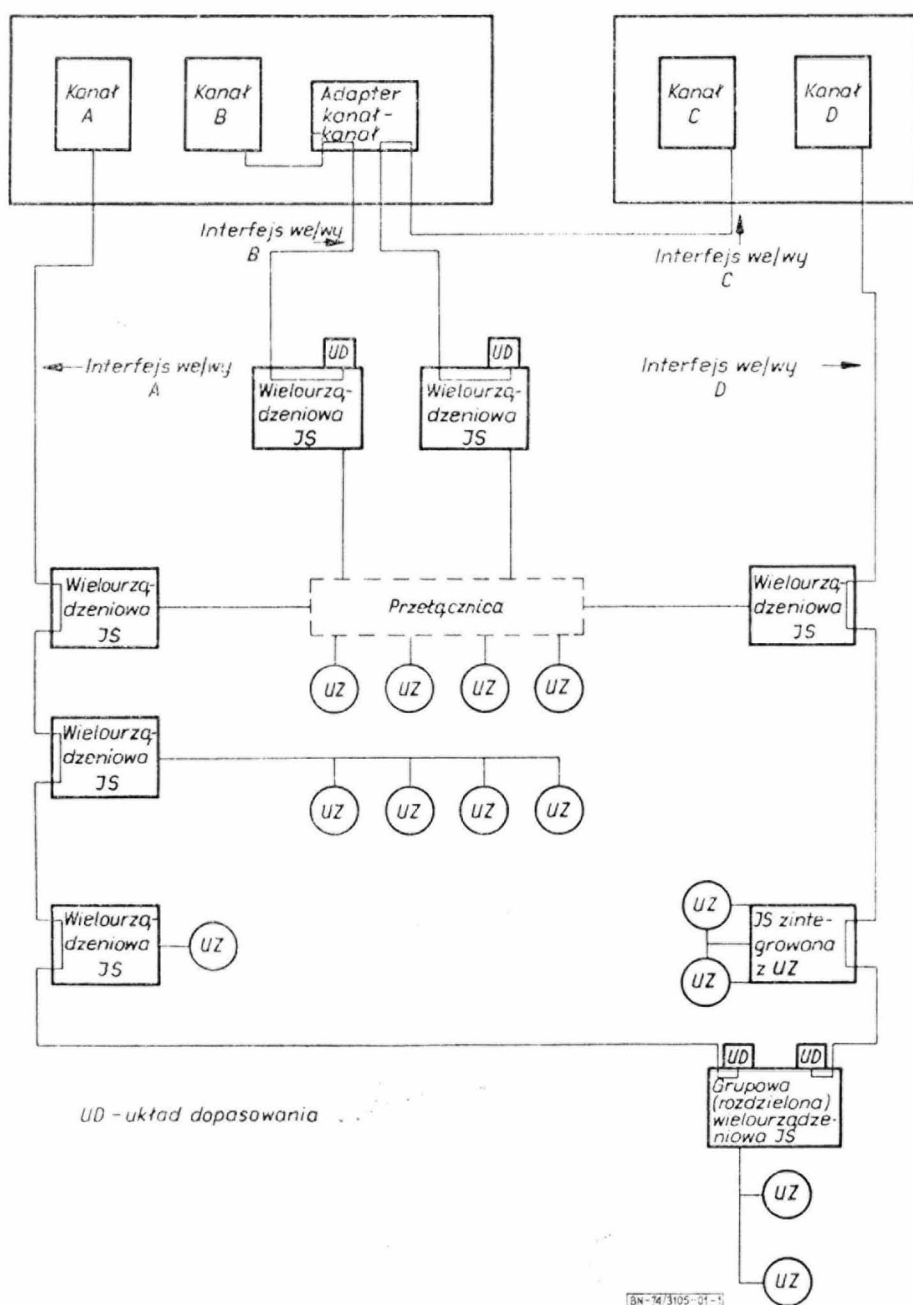 Kanał
A
Kanał
B
Adapter
kanał-
kanał
Kanał
C
Kanał
D
Interfejs we/wy
B
Interfejs we/wy
C
Interfejs we/wy
A
Interfejs we/wy
D
UD
Wielourzą-
dzeniowa
JS
UD
Wielourzą-
dzeniowa
JS
Wielourzą-
dzeniowa
JS
Przełącznica
Wielourzą-
dzeniowa
JS
UZ
UZ
UZ
UZ
Wielourzą-
dzeniowa
JS
UZ
UZ
UZ
UZ
Wielourzą-
dzeniowa
JS
UZ
UZ
UZ
JS zinte-
growana
z UZ
UD
UD
Grupowa
(rozdzielona)
wielourządze-
niowa JS
UD - układ dopasowania
UZ
UZ
BN-74/3105-01-1